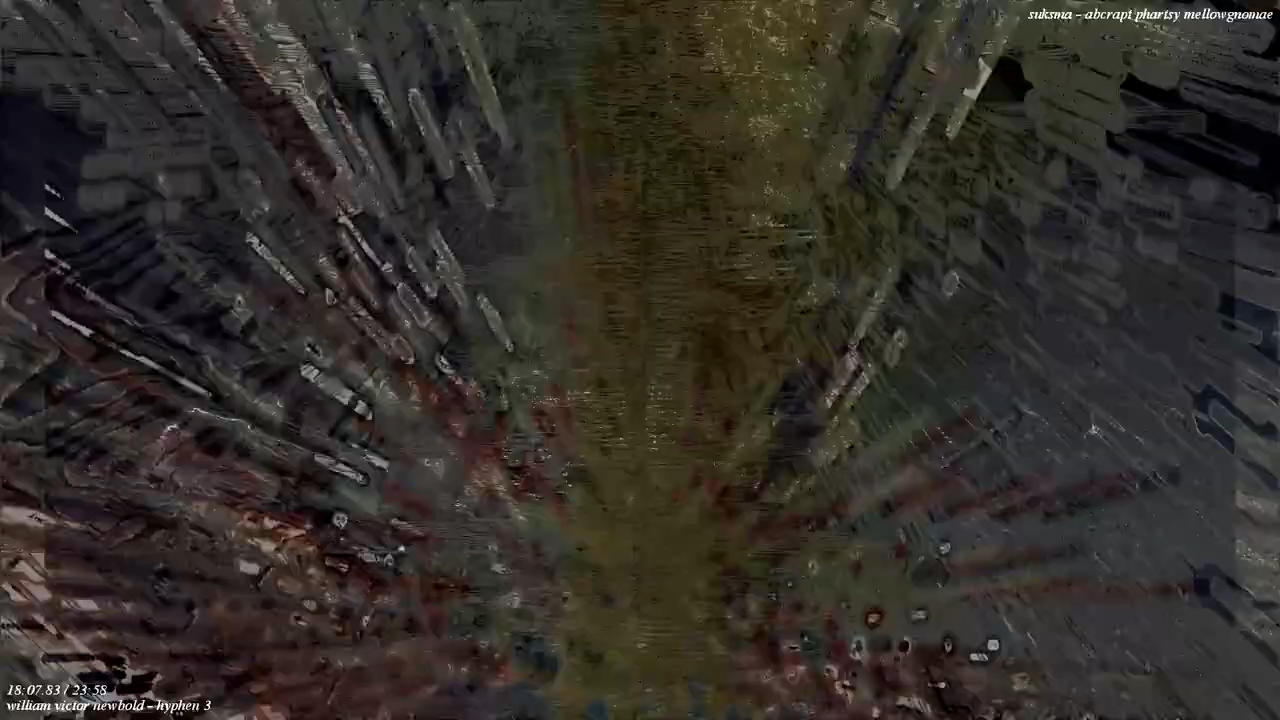 suksma - abcrapt phartsy mellowgnomae
18:07.83 / 23:58
william victor newbold - hyphen 3